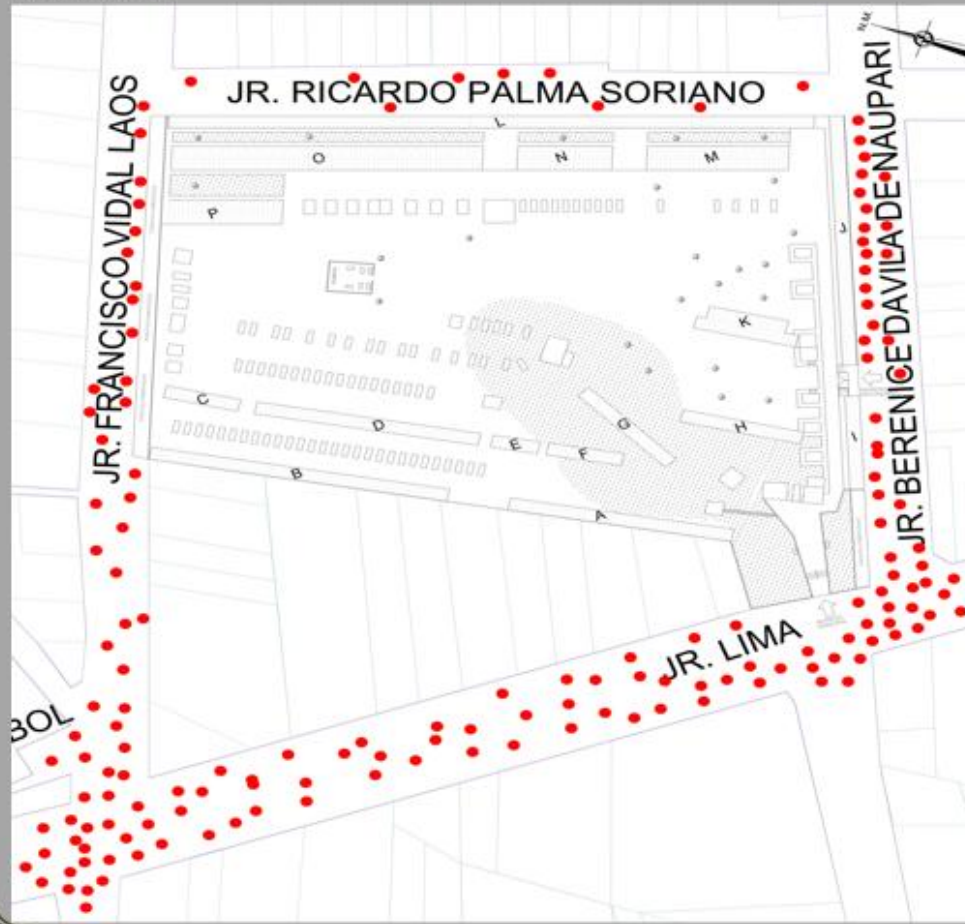 N.M.
JR. RICARDO PALMA SORIANO
JR. FRANCISCO VIDAL LAOS
JR. BERENICE DAVILA DE NAUPARI
L
O
N
M
P
J
K
C
D
G
H
E
F
I
B
A
JR. LIMA
BOL